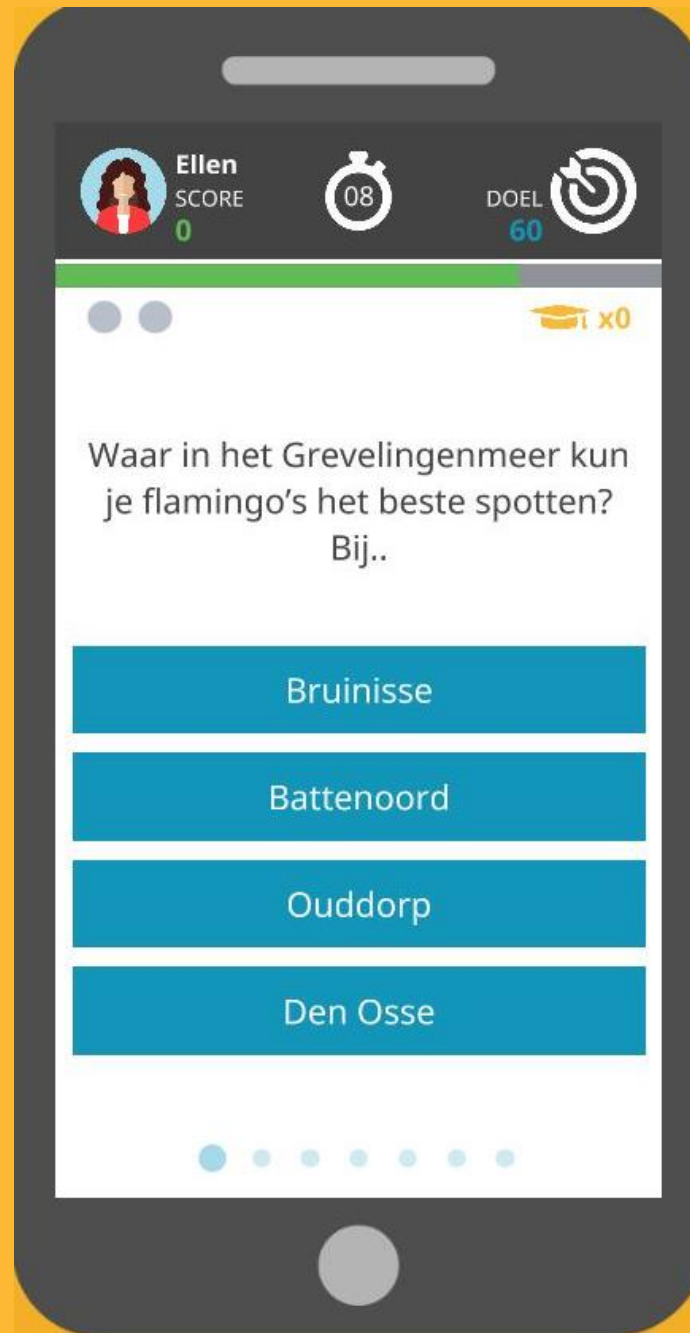 Ellen
SCORE
0
08
DOEL
60
x0
Waar in het Grevelingenmeer kun
je flamingo’s het beste spotten?
Bij..
Bruinisse
Battenoord
Ouddorp
Den Osse